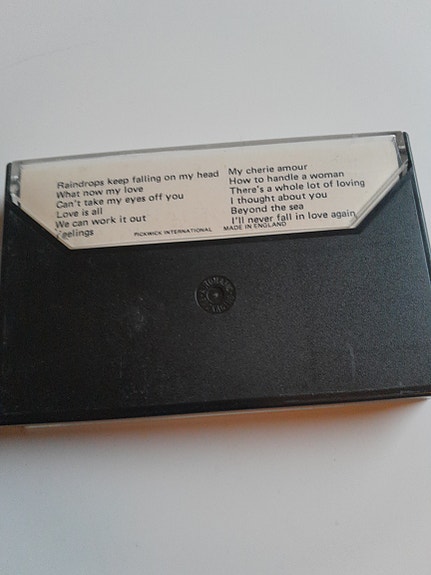 Raindrops keep falling on my head
What now my love
Can't take my eyes off you
Love is all
We can work it out
Feelings
My cherie amour
How to handle a woman
There's a whole lot of loving
I thought about you
Beyond the sea
I'll never fall in love again
PICKWICK INTERNATIONAL MADE IN ENGLAND